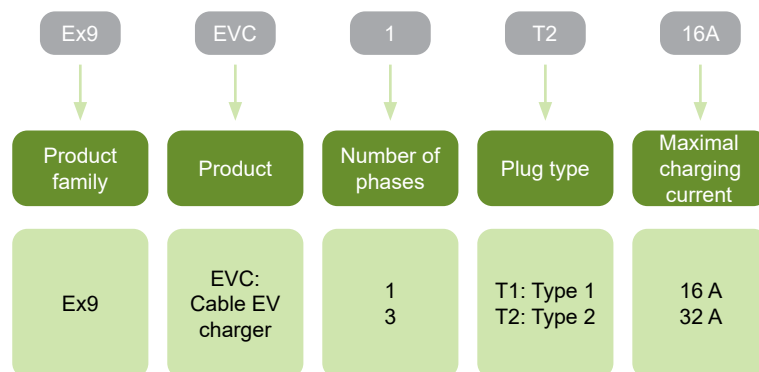 Ex9
EVC
1
T2
16A
Product
family
Product
Number of
phases
Plug type
Maximal
charging
current
Ex9
EVC:
Cable EV
charger
1
3
T1: Type 1
T2: Type 2
16 A
32 A